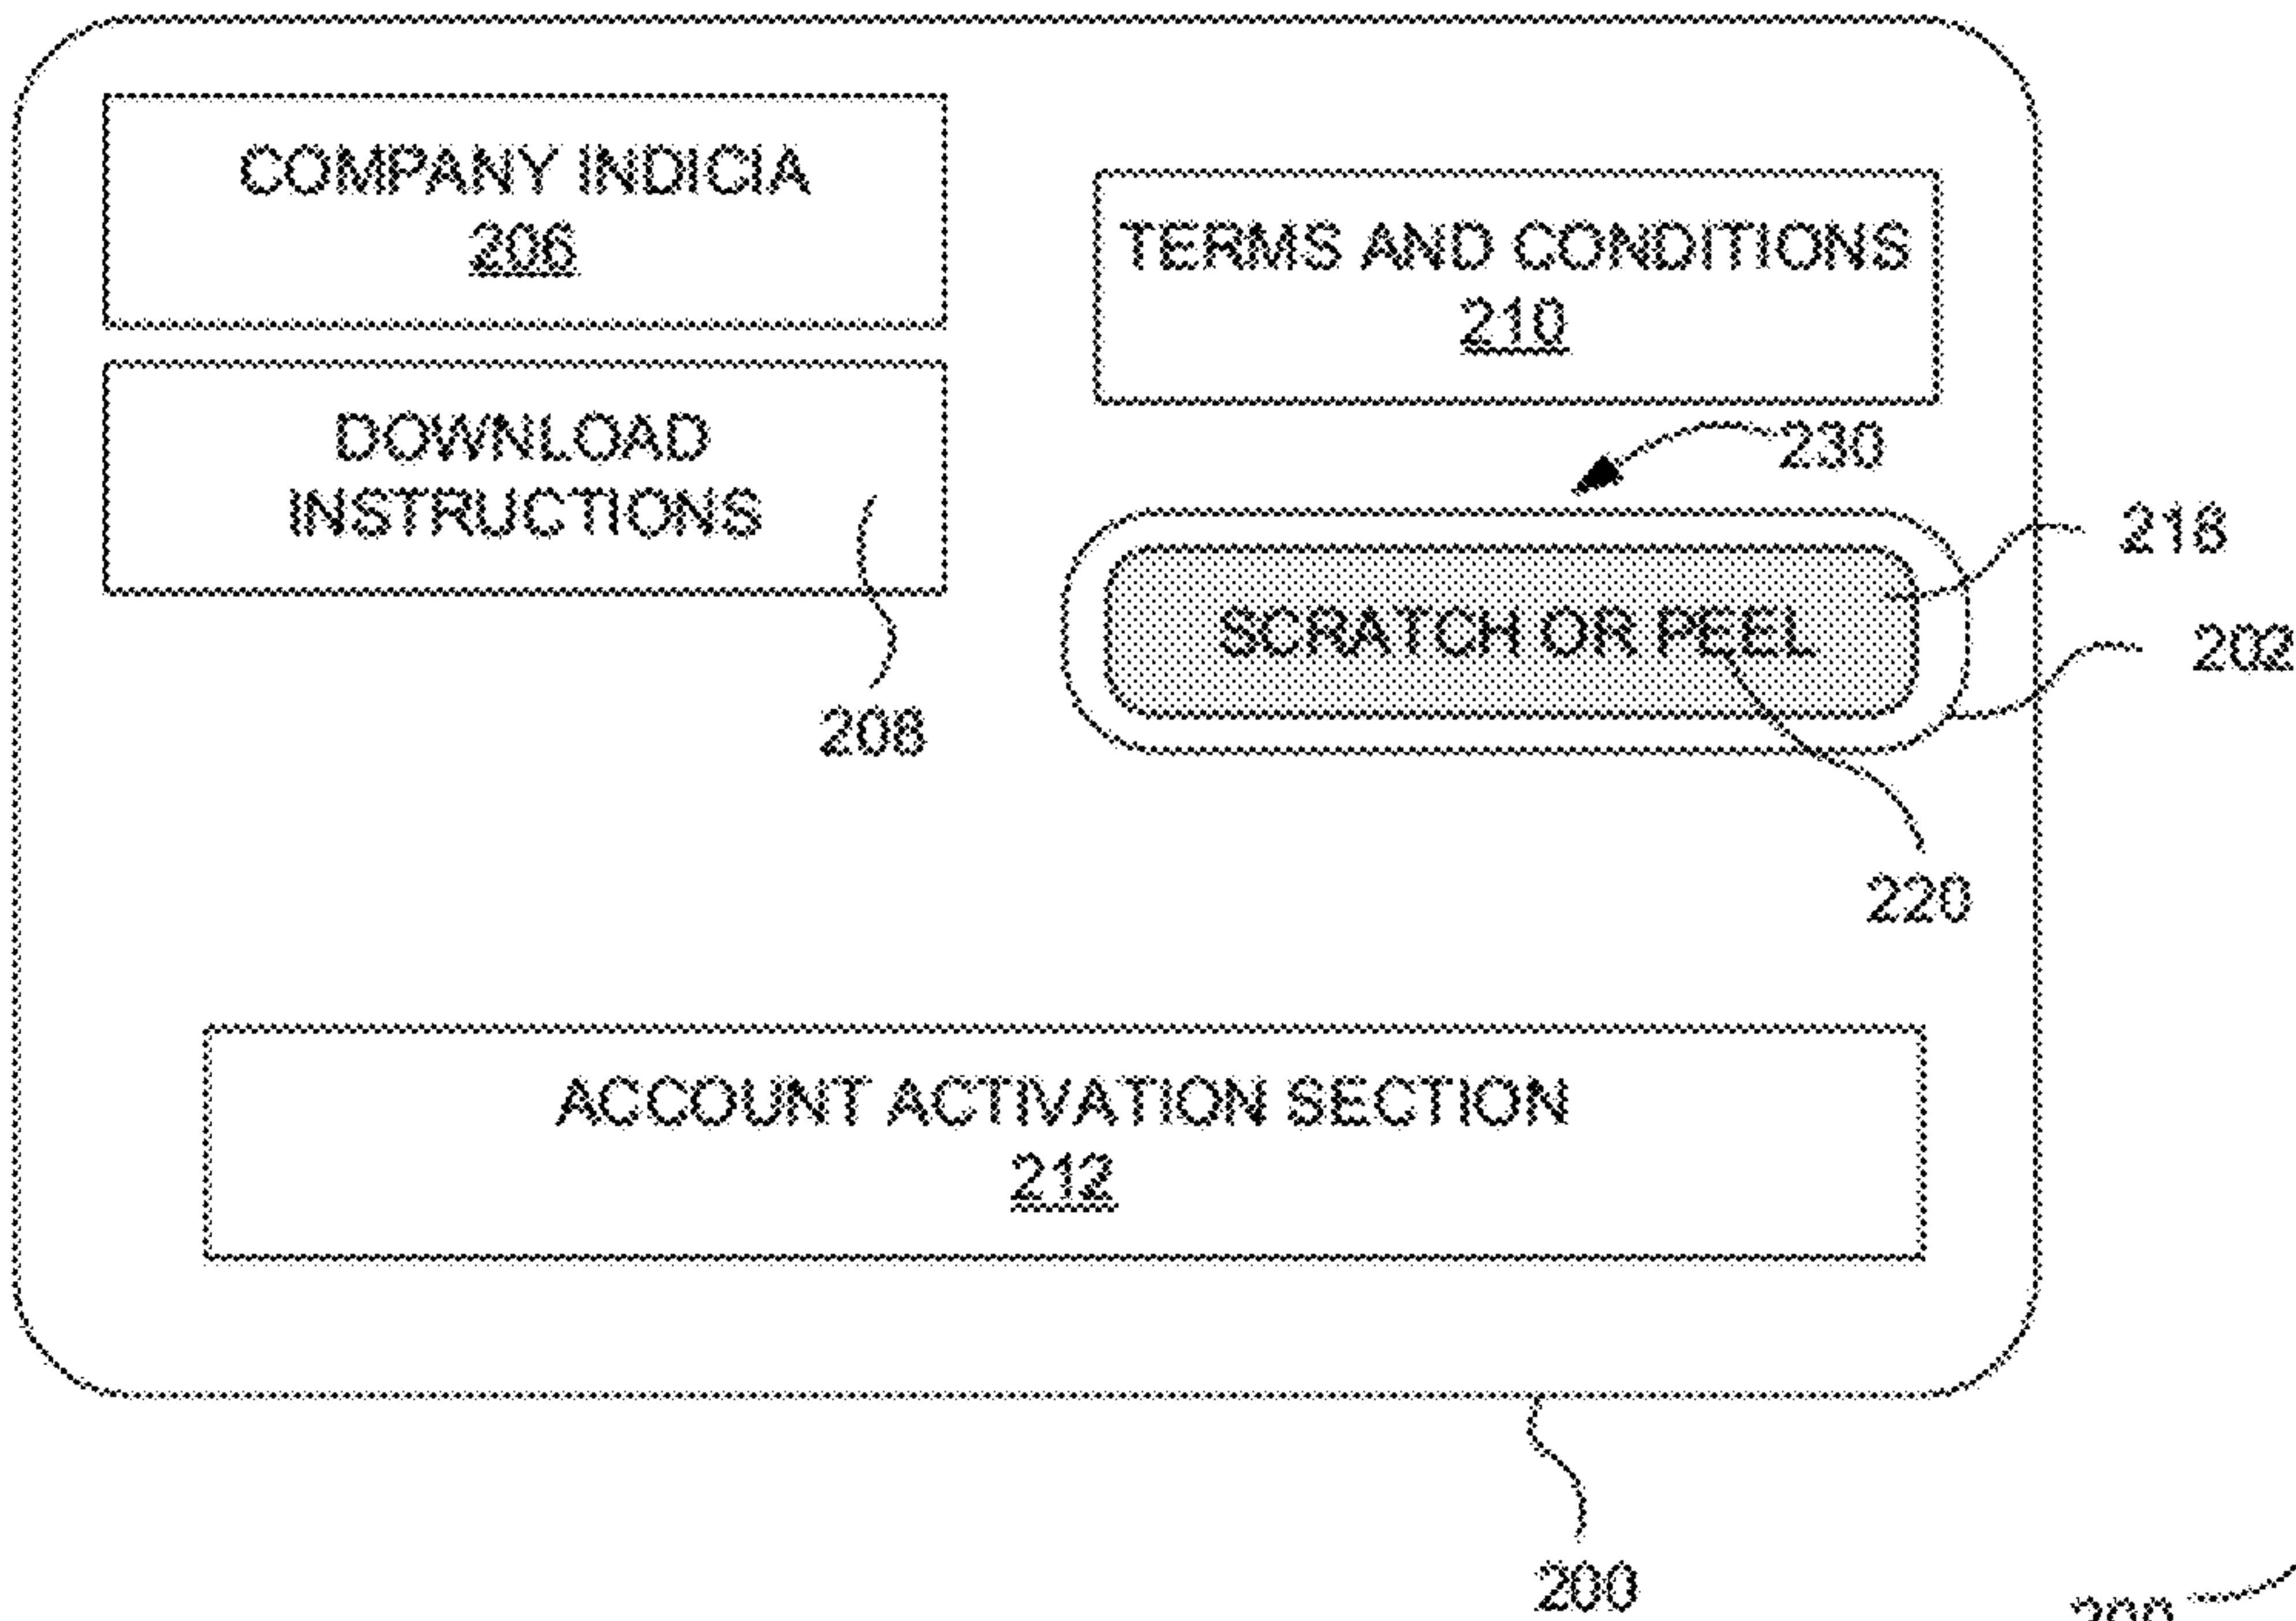 COMPANY INDICIA
206
TERMS AND CONDITIONS
210
DOWNLOAD
INSTRUCTIONS
230
218
SCRATCH OR PEEL
202
208
220
ACCOUNT ACTIVATION SECTION
212
200